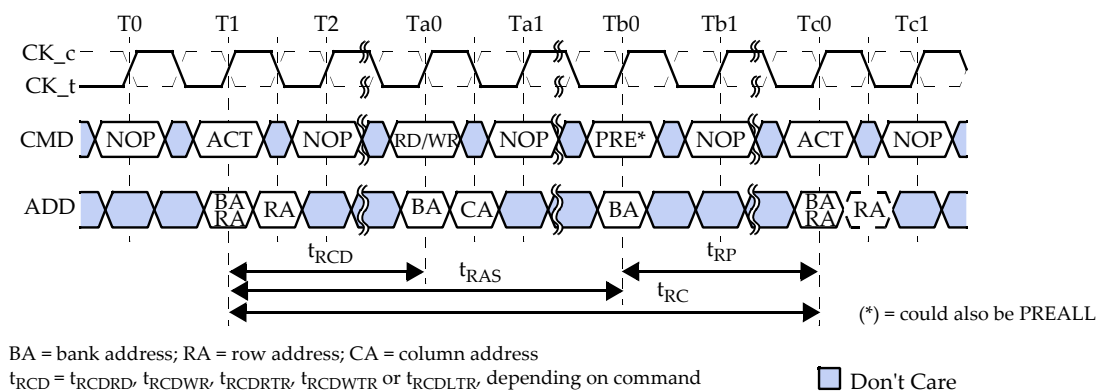 T0 T1 T2 Ta0 Ta1 Tb0 Tb1 Tc0 Tc1
CK_c
CK_t
CMD NOP ACT NOP RD/WR NOP PRE* NOP ACT NOP
ADD BA RA RA BA CA BA BA RA RA
tRCD
tRP
tRAS
tRC
(*) = could also be PREALL
BA = bank address; RA = row address; CA = column address
tRCD = tRCDRD, tRCDWR, tRCDRTR, tRCDWTR or tRCDLTR, depending on command
Don't Care